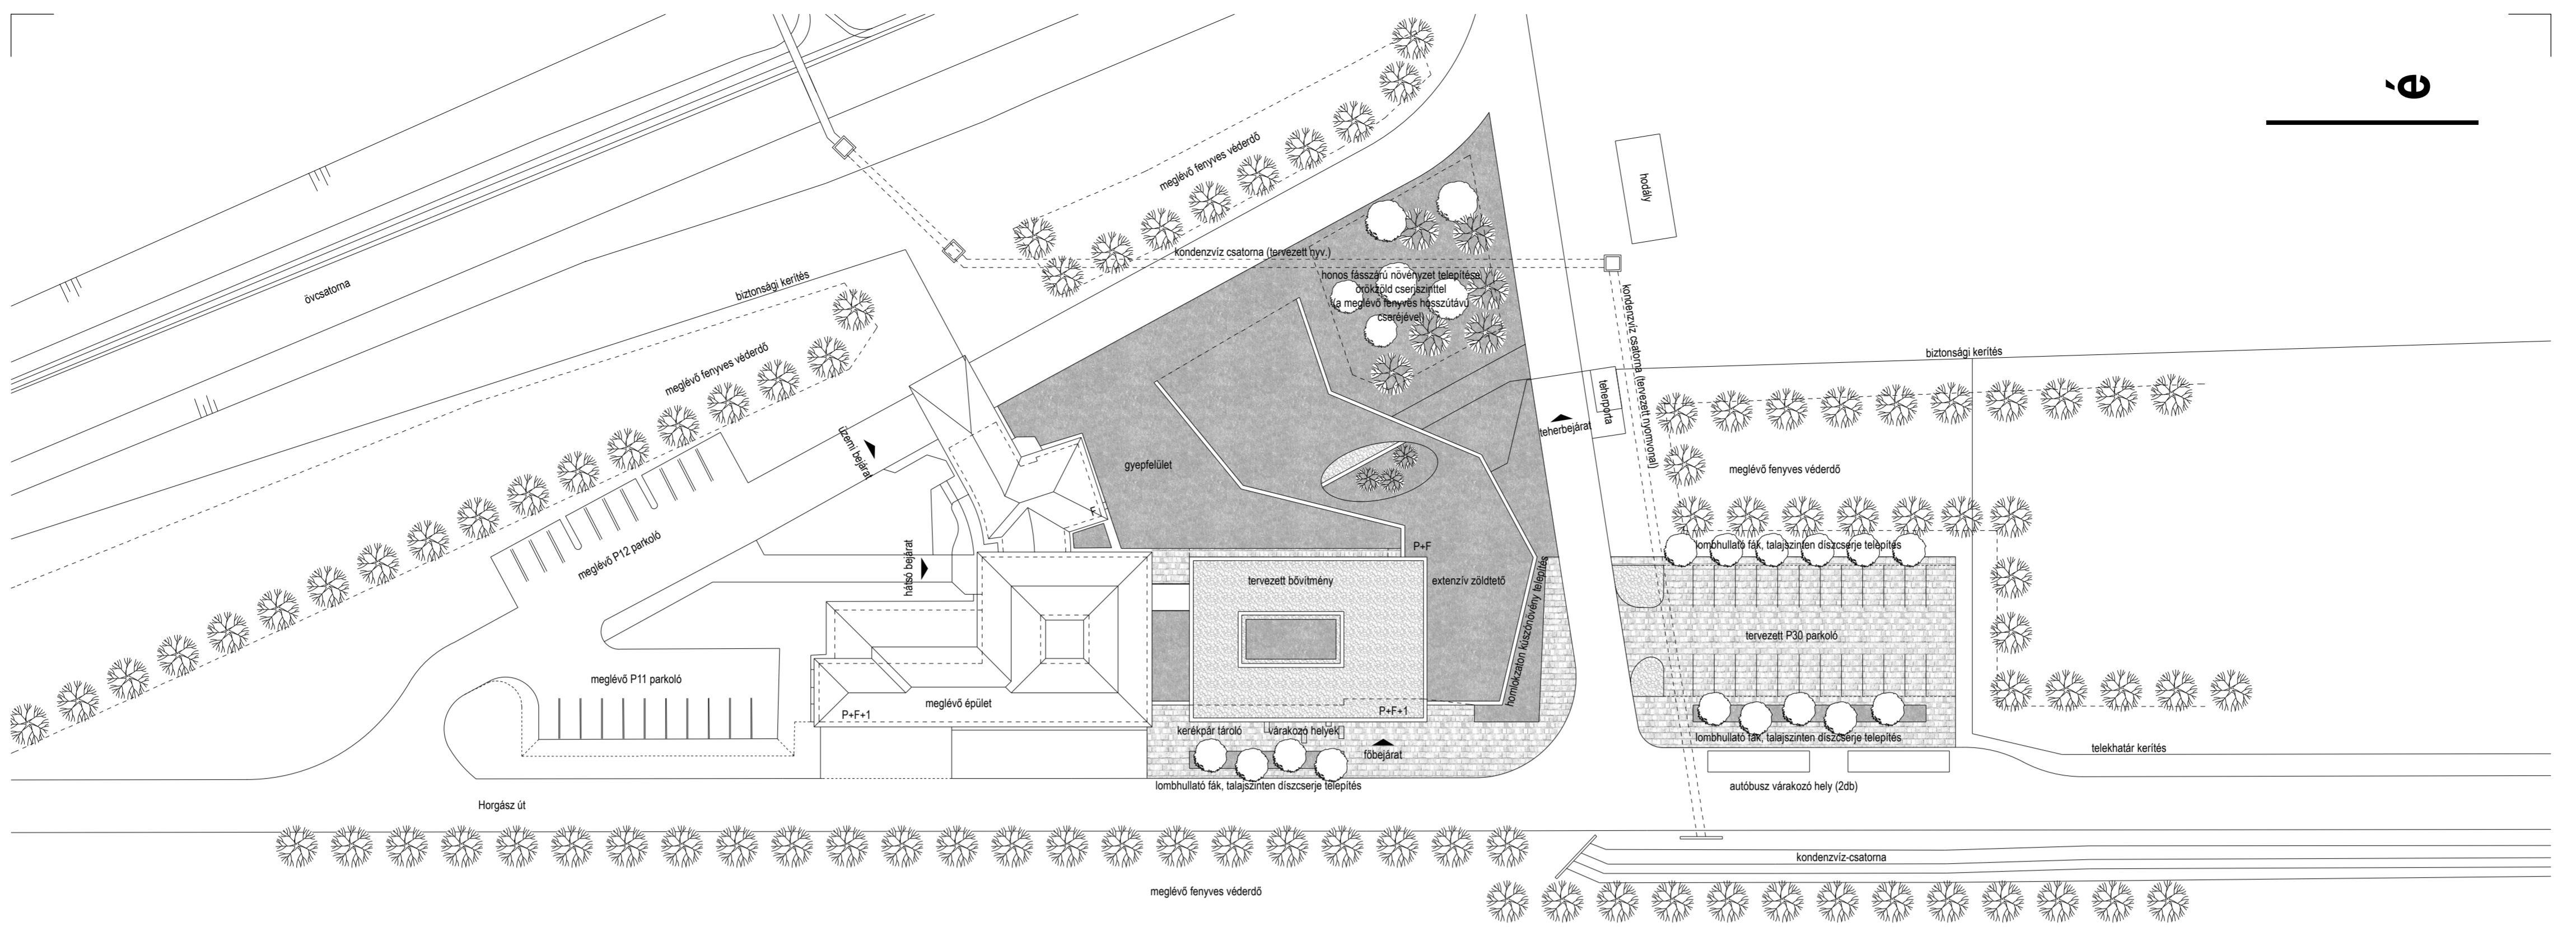 é
meglévő fenyves véderdő
hodály
kondenzvíz csatorna (tervezett nyv.)
honos fásszárú növényzet telepítése,
örökzöld cserjeszinttel
(a meglévő fenyves hosszútávú
cseréjével)
övcsatorna
biztonsági kerítés
kondenzvíz csatorna (tervezett nyomvonal)
biztonsági kerítés
meglévő fenyves véderdő
teherporta
teherbejárat
üzemi bejárat
gyepfelület
meglévő fenyves véderdő
F
meglévő P12 parkoló
hátsó bejárat
P+F
lombhullató fák, talajszinten díszcserje telepítés
tervezett bővítmény
extenzív zöldtető
homlokzaton kúszónövény telepítés
tervezett P30 parkoló
meglévő P11 parkoló
meglévő épület
P+F+1
P+F+1
kerékpár tároló
várakozó helyek
főbejárat
lombhullató fák, talajszinten díszcserje telepítés
telekhatár kerítés
lombhullató fák, talajszinten díszcserje telepítés
autóbusz várakozó hely (2db)
Horgász út
kondenzvíz-csatorna
meglévő fenyves véderdő